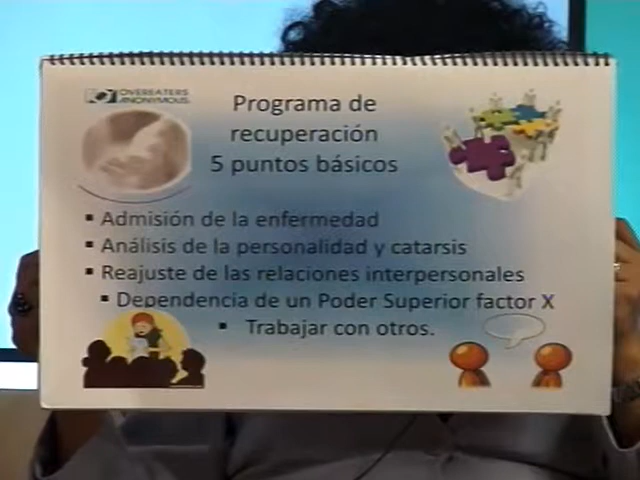 OVEREATERS
ANONYMOUS
Programa de
recuperación
5 puntos básicos
▪ Admisión de la enfermedad
▪ Análisis de la personalidad y catarsis
▪ Reajuste de las relaciones interpersonales
▪ Dependencia de un Poder Superior factor X
▪ Trabajar con otros.